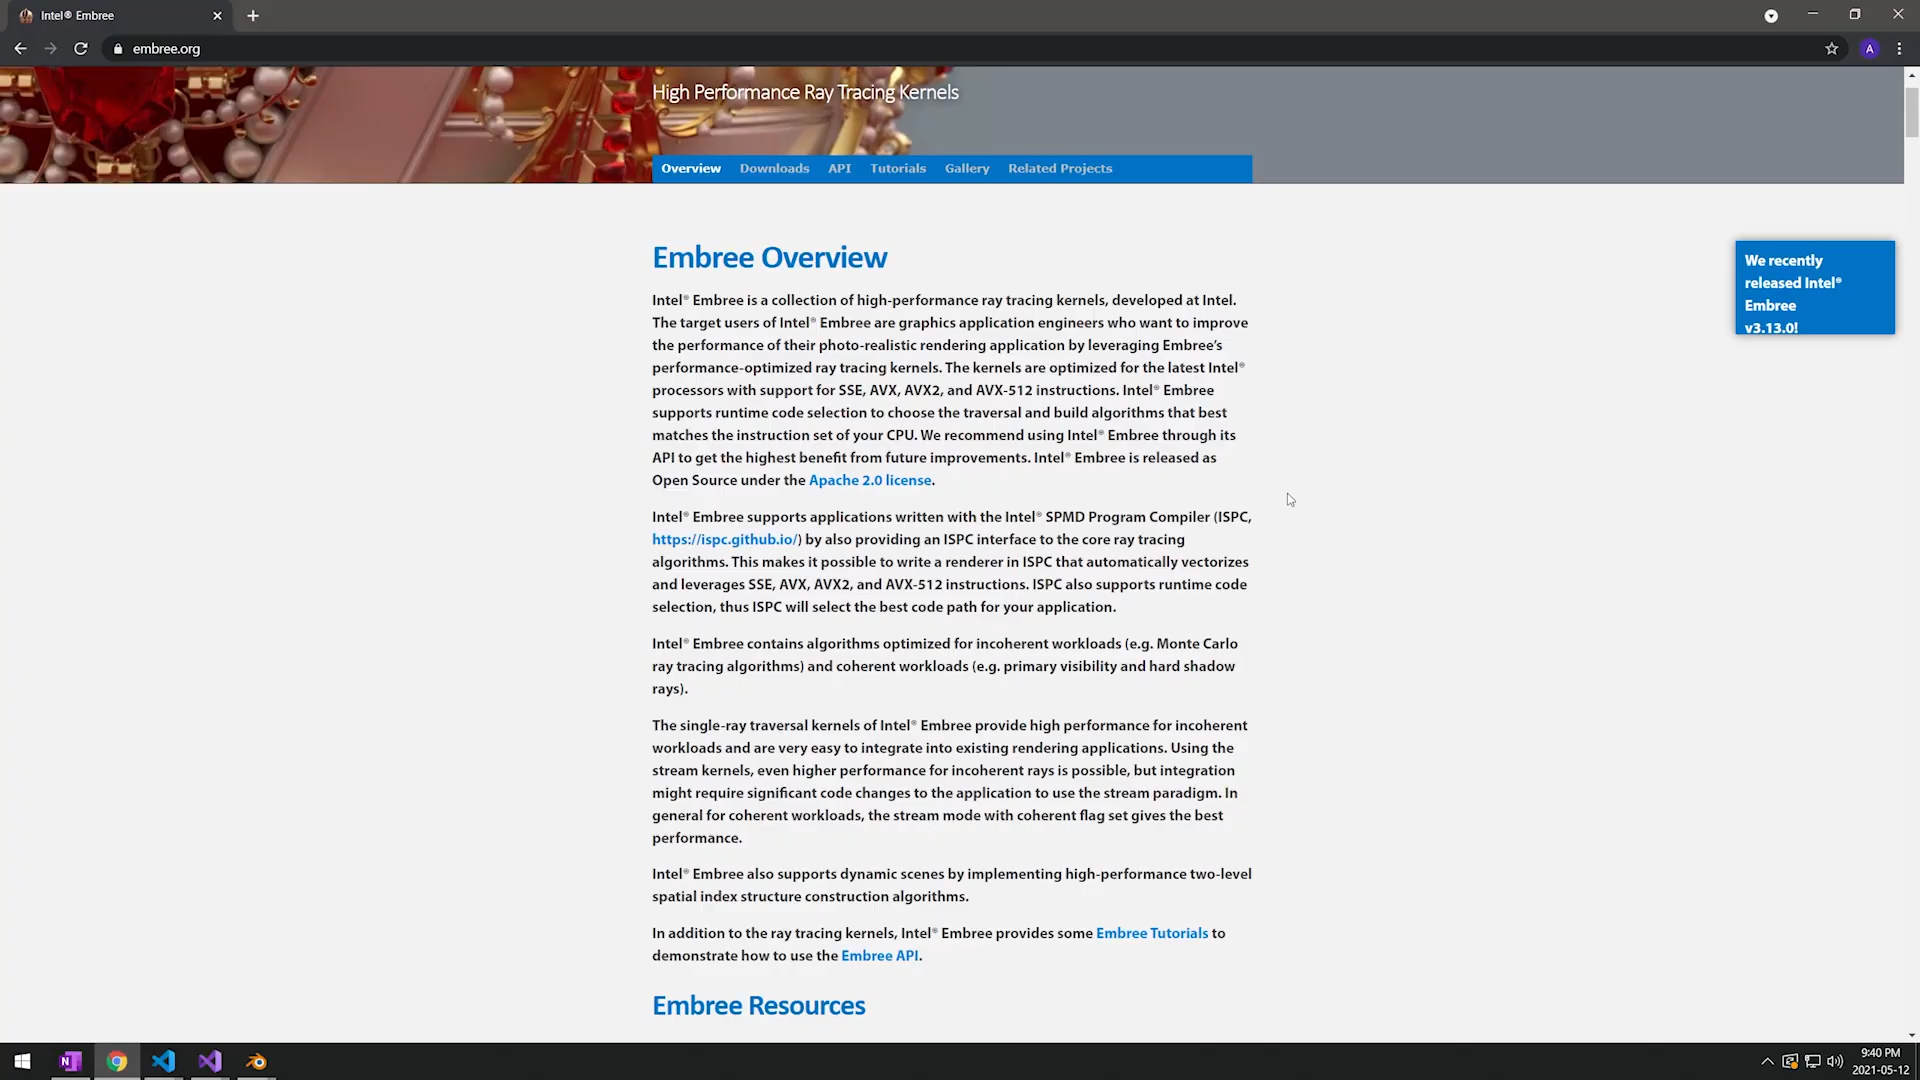 Intel® Embree
embree.org
A
High Performance Ray Tracing Kernels
Overview Downloads API Tutorials Gallery Related Projects
Embree Overview
Intel® Embree is a collection of high-performance ray tracing kernels, developed at Intel.
The target users of Intel® Embree are graphics application engineers who want to improve
the performance of their photo-realistic rendering application by leveraging Embree’s
performance-optimized ray tracing kernels. The kernels are optimized for the latest Intel®
processors with support for SSE, AVX, AVX2, and AVX-512 instructions. Intel® Embree
supports runtime code selection to choose the traversal and build algorithms that best
matches the instruction set of your CPU. We recommend using Intel® Embree through its
API to get the highest benefit from future improvements. Intel® Embree is released as
Open Source under the Apache 2.0 license.
Intel® Embree supports applications written with the Intel® SPMD Program Compiler (ISPC,
https://ispc.github.io/) by also providing an ISPC interface to the core ray tracing
algorithms. This makes it possible to write a renderer in ISPC that automatically vectorizes
and leverages SSE, AVX, AVX2, and AVX-512 instructions. ISPC also supports runtime code
selection, thus ISPC will select the best code path for your application.
Intel® Embree contains algorithms optimized for incoherent workloads (e.g. Monte Carlo
ray tracing algorithms) and coherent workloads (e.g. primary visibility and hard shadow
rays).
The single-ray traversal kernels of Intel® Embree provide high performance for incoherent
workloads and are very easy to integrate into existing rendering applications. Using the
stream kernels, even higher performance for incoherent rays is possible, but integration
might require significant code changes to the application to use the stream paradigm. In
general for coherent workloads, the stream mode with coherent flag set gives the best
performance.
Intel® Embree also supports dynamic scenes by implementing high-performance two-level
spatial index structure construction algorithms.
In addition to the ray tracing kernels, Intel® Embree provides some Embree Tutorials to
demonstrate how to use the Embree API.
Embree Resources
We recently
released Intel®
Embree
v3.13.0!
N
9:40 PM
2021-05-12